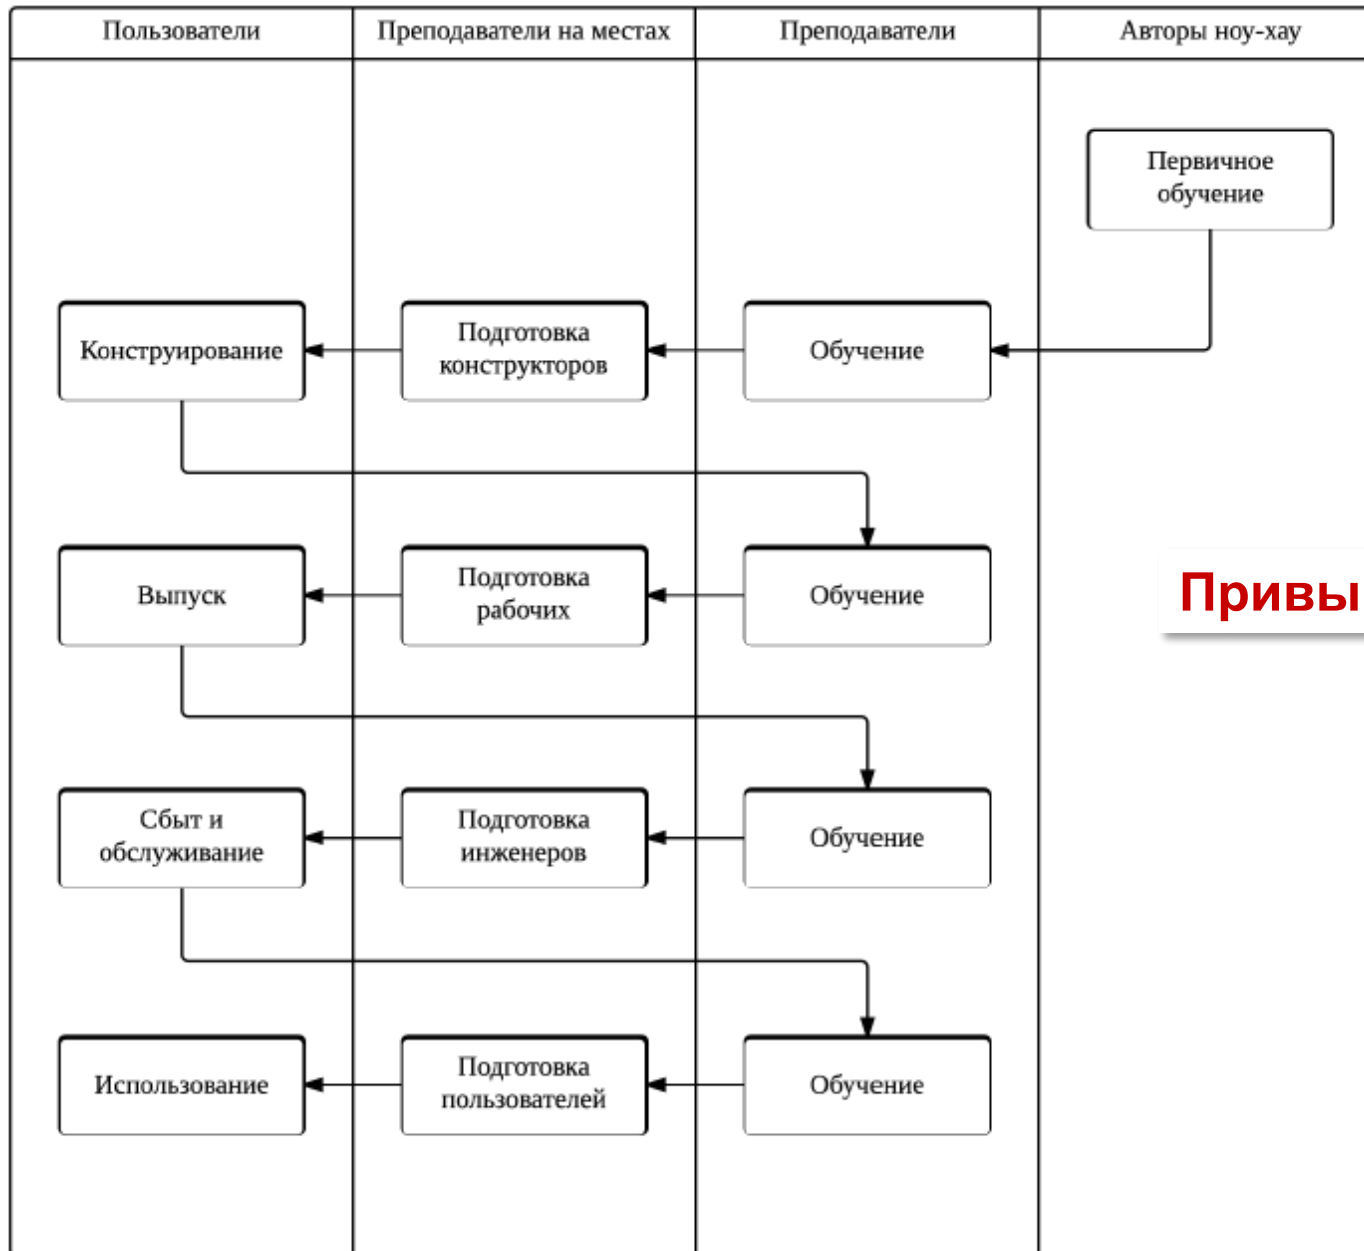 Пользователи
Преподаватели на местах
Преподаватели
Авторы ноу-хау
Первичное
обучение
Конструирование
Подготовка
конструкторов
Обучение
Выпуск
Подготовка
рабочих
Обучение
Привы
Сбыт и
обслуживание
Подготовка
инженеров
Обучение
Использование
Подготовка
пользователей
Обучение